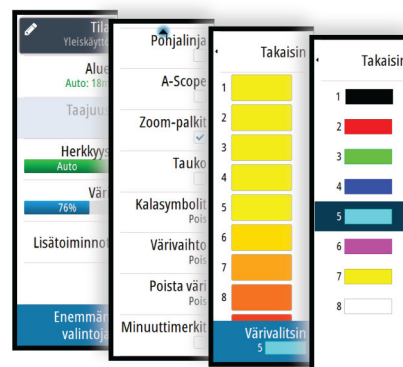 Tila
Yleiskäyttö
Alue
Auto: 18m
Taajuus
Herkkyys
Auto
Väri
76%
Lisätoiminnot
Enemmän
valintoja
Pohjalinja
A-Scope
Zoom-palkit
Tauko
Kalasymbolit
Pois
Värivaihto
Pois
Poista väri
Pois
Minuuttimerkit
Takaisin
1
2
3
4
5
6
7
8
Värivalitsin
5
Takaisin
1
2
3
4
5
6
7
8